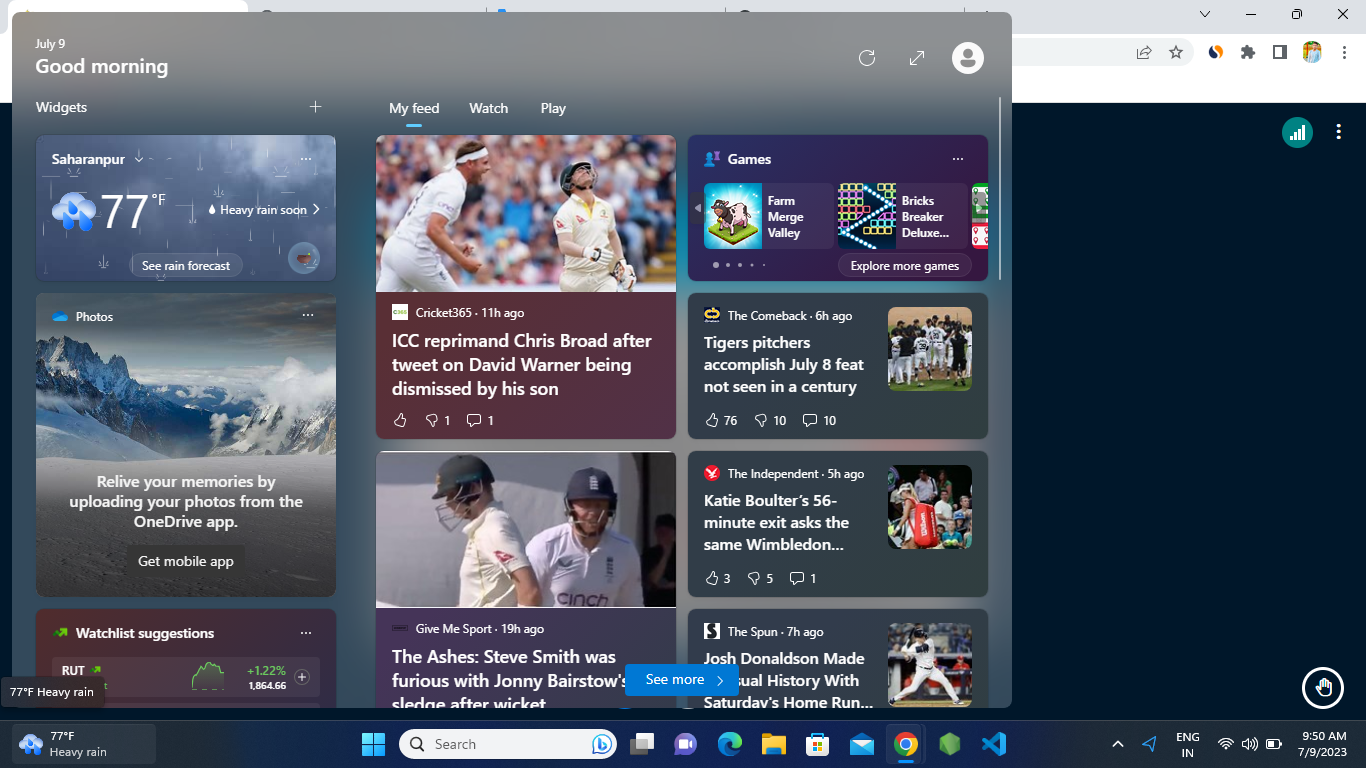 July 9
Good morning
Widgets
My feed
Watch
Play
Saharanpur
77°F
Heavy rain soon
See rain forecast
Photos
Relive your memories by
uploading your photos from the
OneDrive app.
Get mobile app
Watchlist suggestions
RUT
+1.22%
1,864.66
77°F Heavy rain
Cricket365 · 11h ago
ICC reprimand Chris Broad after
tweet on David Warner being
dismissed by his son
1
1
cinch
Give Me Sport · 19h ago
The Ashes: Steve Smith was
furious with Jonny Bairstow's
sledge after wicket
See more
Games
Farm
Merge
Valley
Bricks
Breaker
Deluxe...
Explore more games
The Comeback · 6h ago
Tigers pitchers
accomplish July 8 feat
not seen in a century
76
10
10
The Independent · 5h ago
Katie Boulter’s 56-
minute exit asks the
same Wimbledon...
Wilson
3
5
1
The Spun · 7h ago
Josh Donaldson Made
History With
Saturday's Home Run...
77°F
Heavy rain
Search
ENG
IN
9:50 AM
7/9/2023